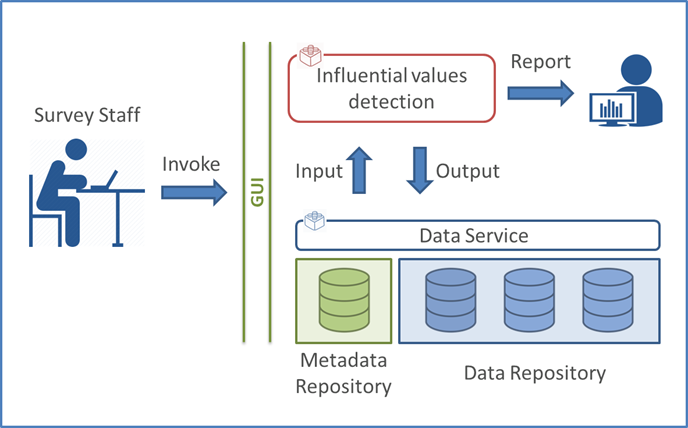 Survey Staff
Invoke
GUI
Influential values
detection
Report
Input
Output
Data Service
Metadata
Repository
Data Repository